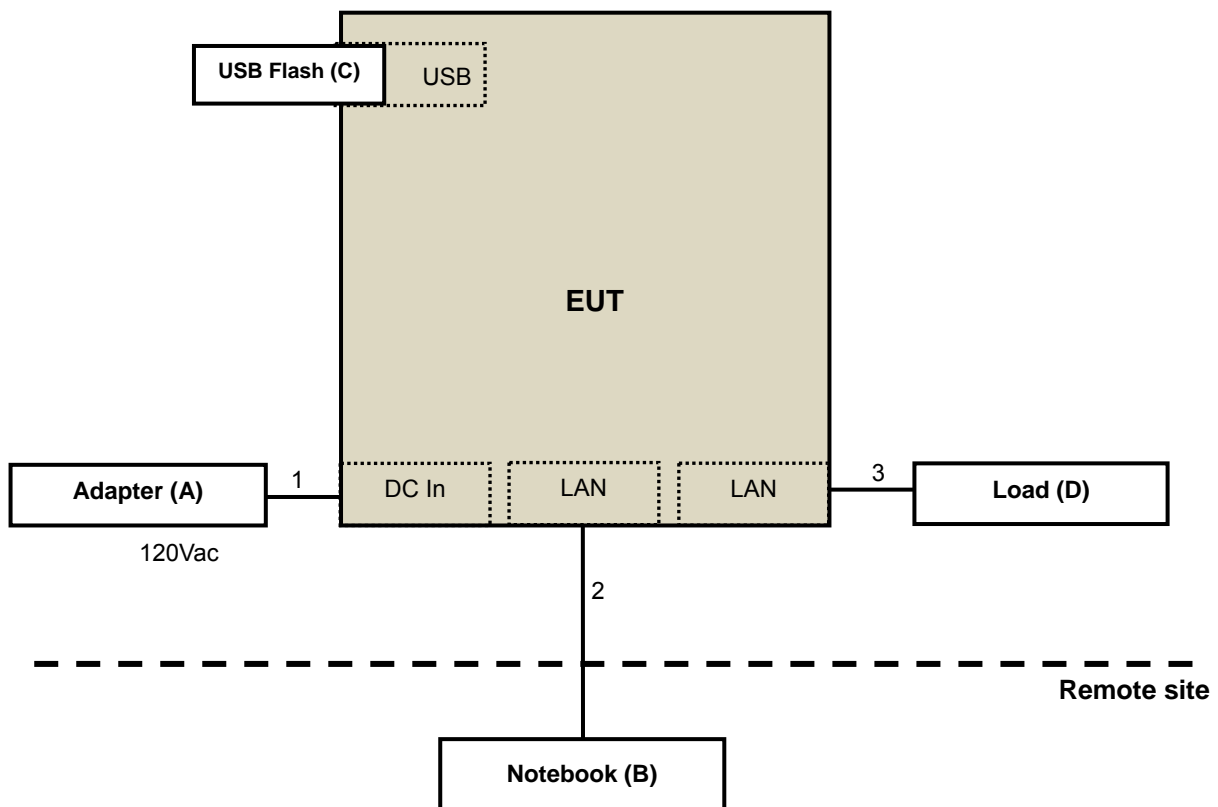 USB Flash (C)
USB
EUT
Adapter (A)
1
DC In
LAN
LAN
3
Load (D)
120Vac
2
Remote site
Notebook (B)